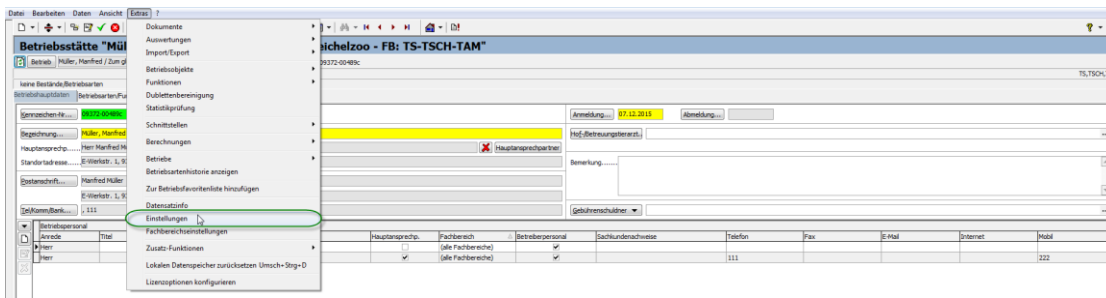 Datei Bearbeiten Daten Ansicht Extras ?
Betriebsstätte "Mül
eichelzoo - FB: TS-TSCH-TAM"
Betrieb Müller, Manfred / Zum gl
09372-00489c
TS,TSCH,
keine Bestände/Betriebsarten
Betriebshauptdaten Betriebsarten/Fu
Kennzeichen-Nr.... 09372-00489c
Anmeldung... 07.12.2015 Abmeldung...
Bezeichnung... Müller, Manfred
Hof-/Betreuungstierarzt..
Hauptansprechp...... Herr Manfred M
Hauptansprechpartner
Standortadresse...... E-Werkstr. 1, 9
Bemerkung.......
Postanschrift... Manfred Müller
E-Werkstr. 1, 9
Tel/Komm/Bank... , 111
Gebührenschuldner
Betriebspersonal
Anrede Titel Hauptansprechp. Fachbereich Betreiberpersonal Sachkundenachweise Telefon Fax E-Mail Internet Mobil
Herr (alle Fachbereiche)
Herr (alle Fachbereiche) 111 222
Dokumente
Auswertungen
Import/Export
Betriebsobjekte
Funktionen
Dublettenbereinigung
Statistikprüfung
Schnittstellen
Berechnungen
Betriebe
Betriebsartenhistorie anzeigen
Zur Betriebsfavoritenliste hinzufügen
Datensatzinfo
Einstellungen
Fachbereichseinstellungen
Zusatz-Funktionen
Lokalen Datenspeicher zurücksetzen Umsch+Strg+D
Lizenzoptionen konfigurieren